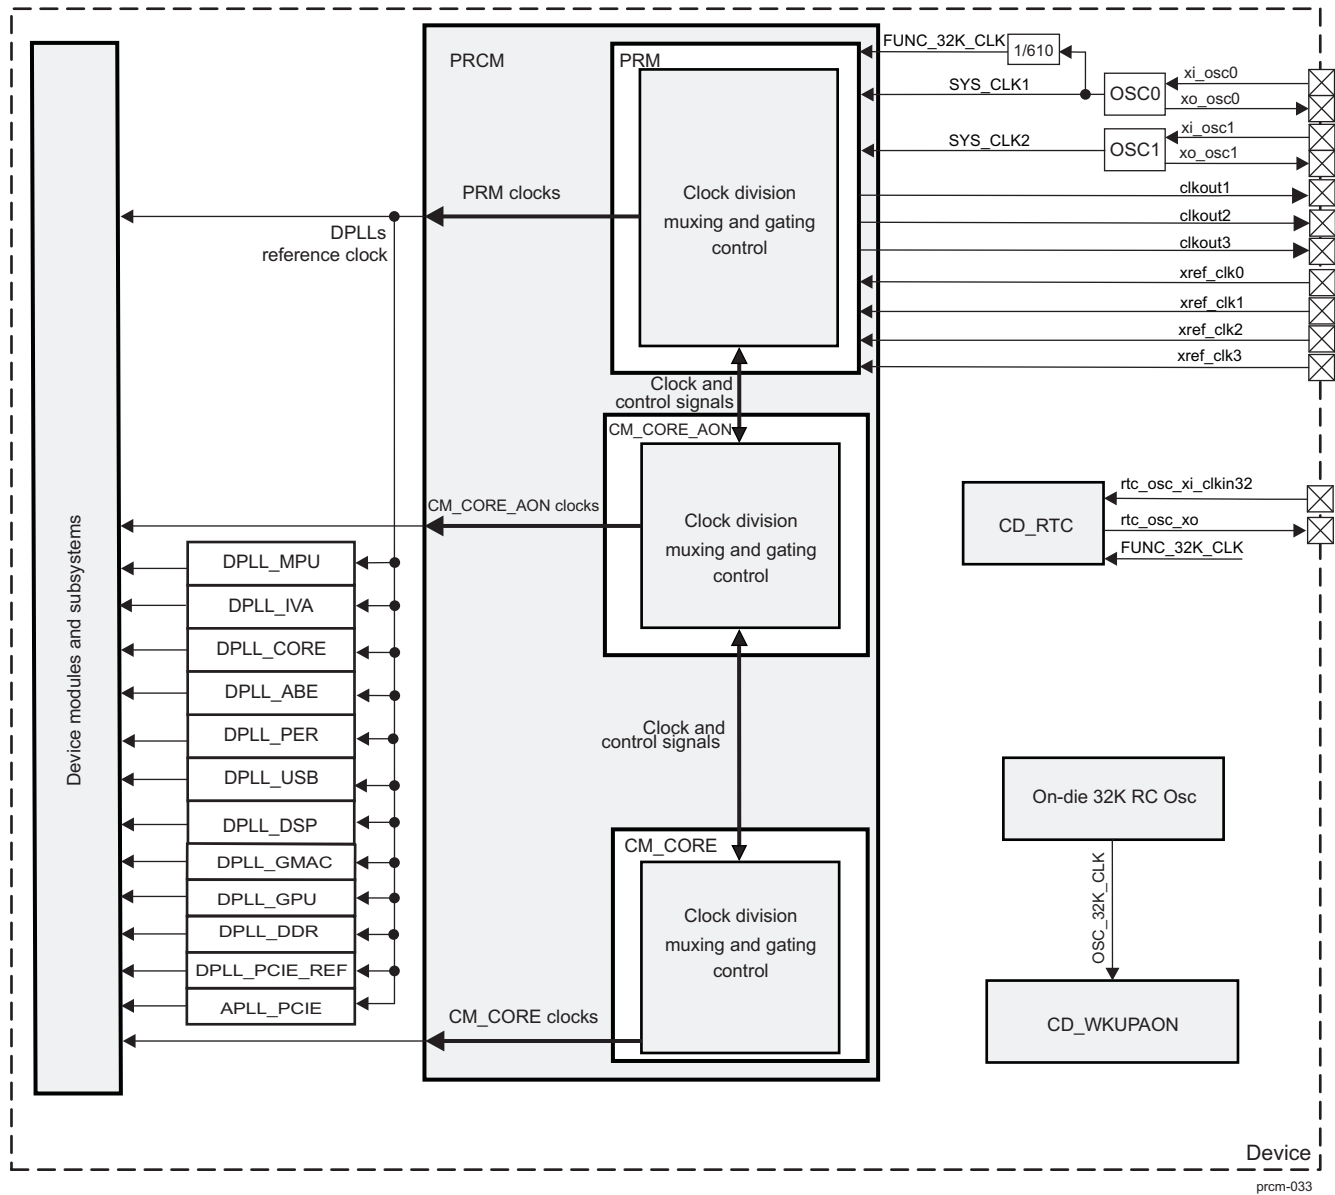 PRCM
PRM
FUNC_32K_CLK
1/610
SYS_CLK1
OSC0
xi_osc0
xo_osc0
SYS_CLK2
OSC1
xi_osc1
xo_osc1
PRM clocks
Clock division
muxing and gating
control
clkout1
clkout2
clkout3
DPLLs
reference clock
xref_clk0
xref_clk1
xref_clk2
xref_clk3
Clock and
control signals
CM_CORE_AON
CM_CORE_AON clocks
Clock division
muxing and gating
control
CD_RTC
rtc_osc_xi_clkin32
rtc_osc_xo
FUNC_32K_CLK
Device modules and subsystems
DPLL_MPU
DPLL_IVA
DPLL_CORE
DPLL_ABE
DPLL_PER
DPLL_USB
DPLL_DSP
DPLL_GMAC
DPLL_GPU
DPLL_DDR
DPLL_PCIE_REF
APLL_PCIE
Clock and
control signals
On-die 32K RC Osc
OSC_32K_CLK
CD_WKUPAON
CM_CORE
Clock division
muxing and gating
control
CM_CORE clocks
Device
prcm-033